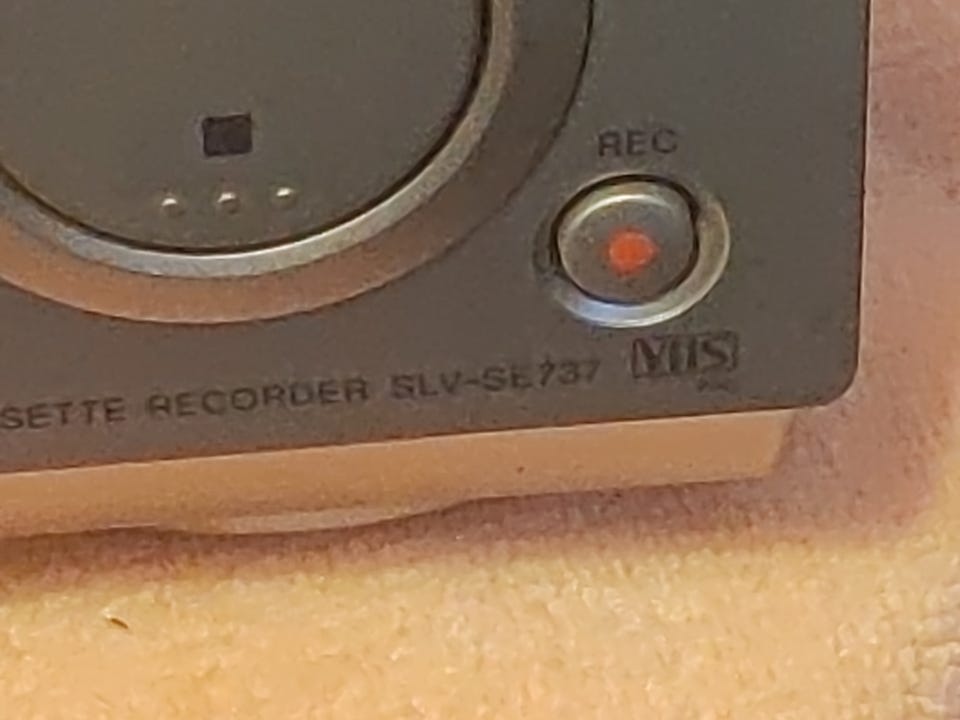 REC
SETTE RECORDER SLV-SE737 VHS